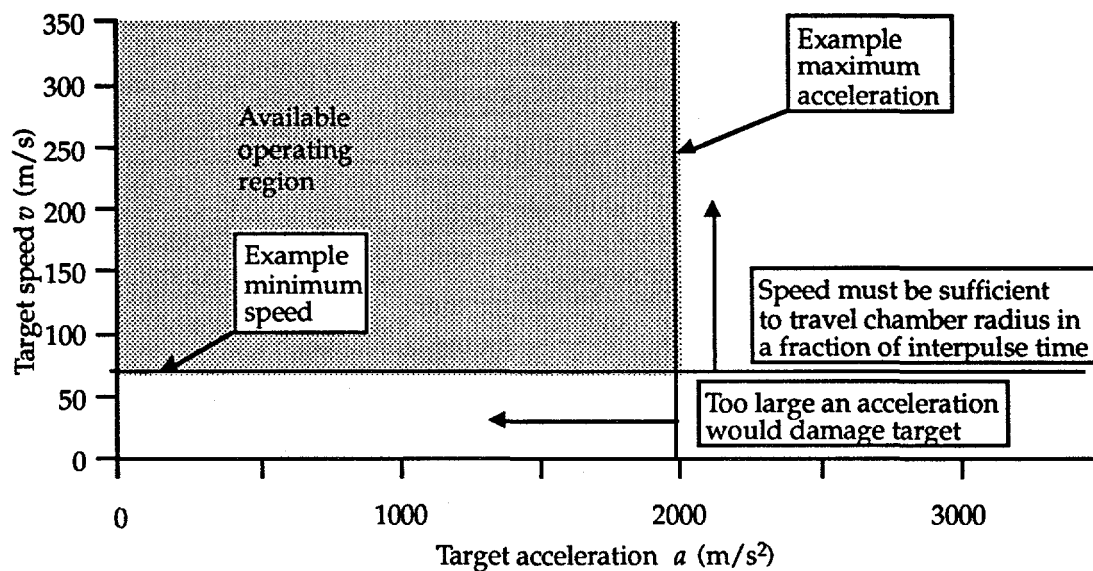 350
300
250
200
150
100
50
0
Target speed v (m/s)
Available
operating
region
Example
maximum
acceleration
Example
minimum
speed
Speed must be sufficient
to travel chamber radius in
a fraction of interpulse time
Too large an acceleration
would damage target
0
1000
2000
3000
Target acceleration a (m/s²)